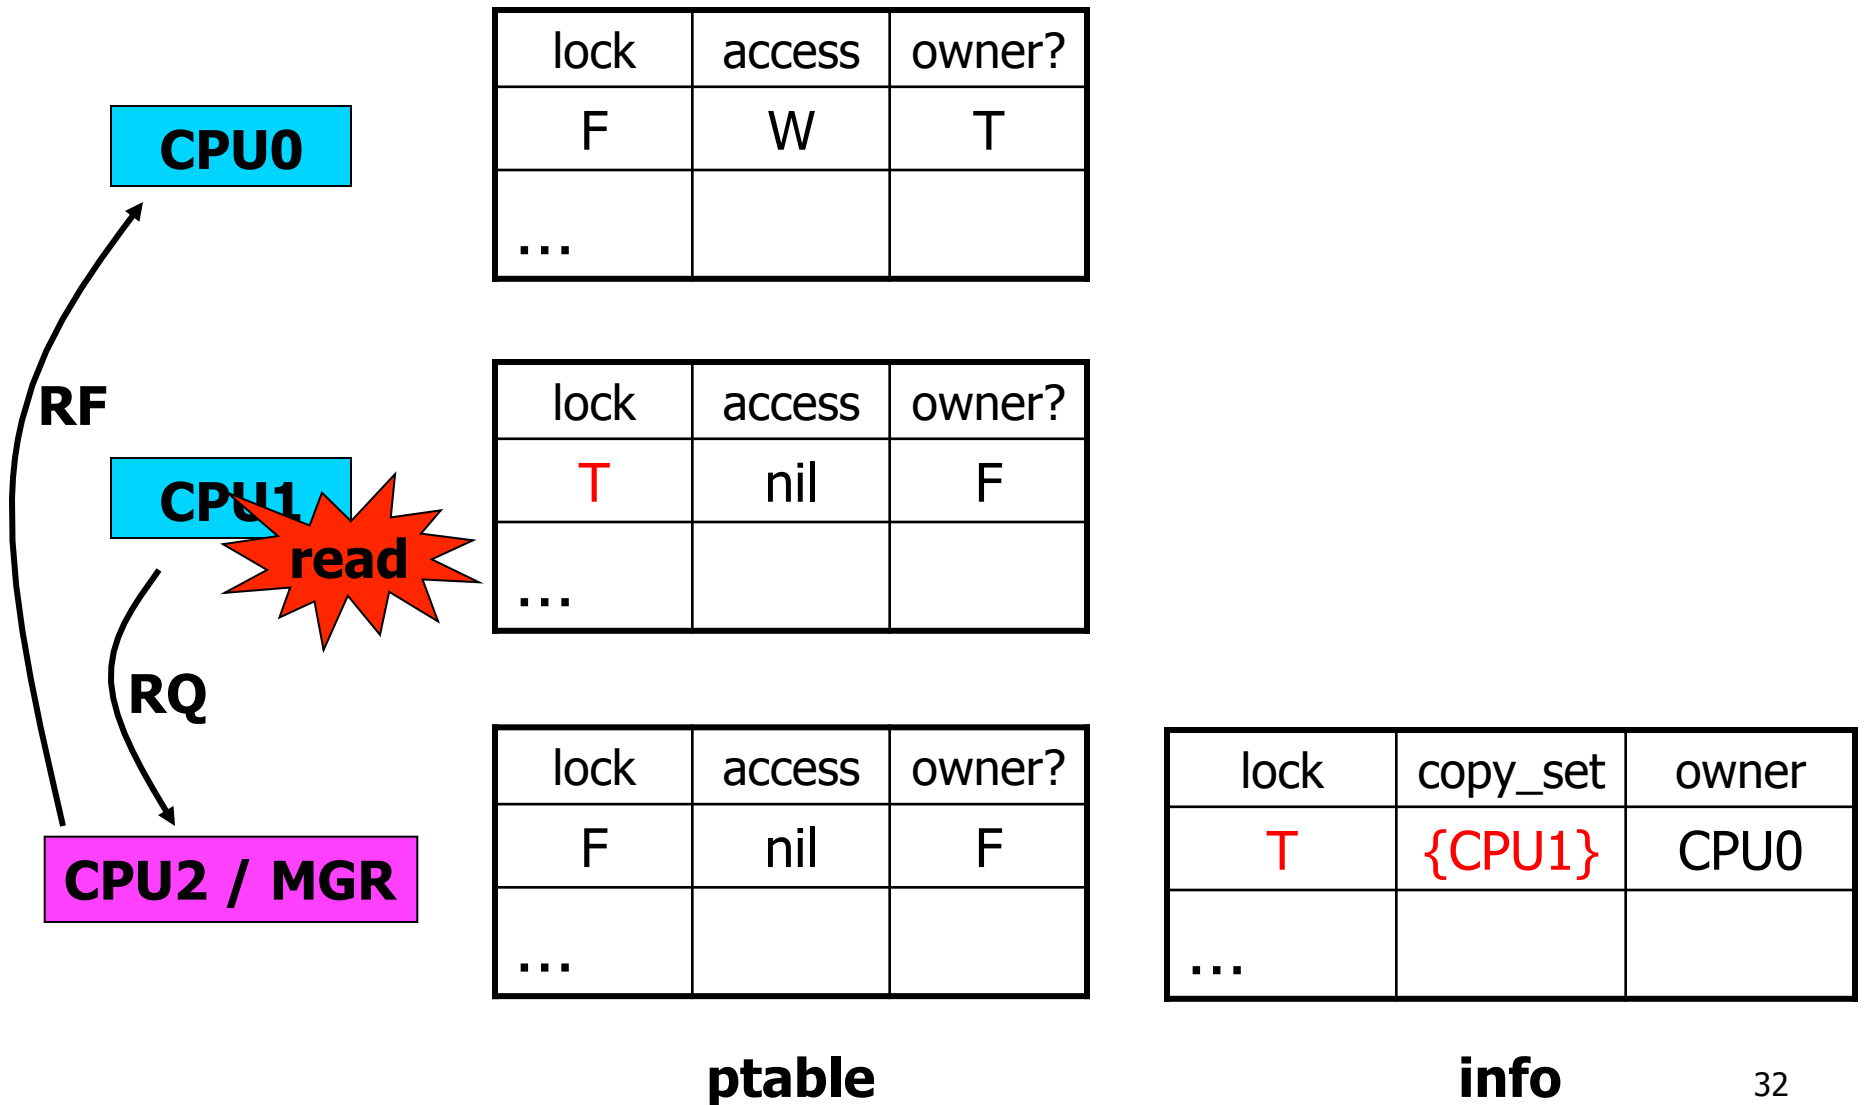 lock access owner?
F W T
...
CPU0
RF
lock access owner?
T nil F
...
CPU1
read
RQ
lock access owner?
F nil F
...
CPU2 / MGR
lock copy_set owner
T {CPU1} CPU0
...
ptable
info
32